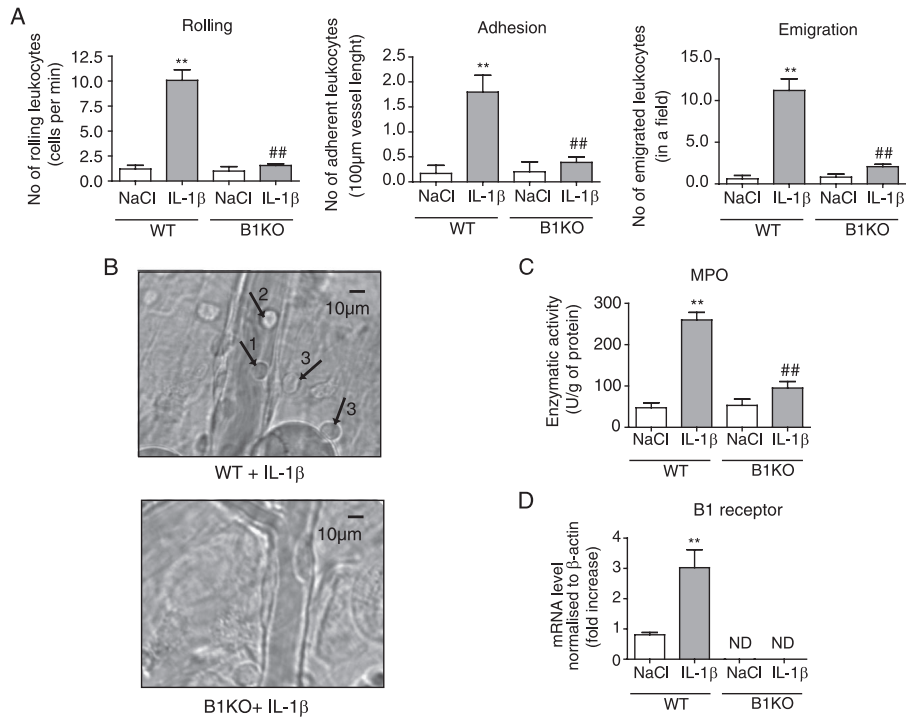 A
Rolling
No of rolling leukocytes
(cells per min)
12.5
10.0
7.5
5.0
2.5
0.0
**
##
NaCl IL-1β NaCl IL-1β
WT B1KO
Adhesion
No of adherent leukocytes
(100µm vessel lenght)
2.5
2.0
1.5
1.0
0.5
0.0
**
##
NaCl IL-1β NaCl IL-1β
WT B1KO
Emigration
No of emigrated leukocytes
(in a field)
15.0
10.0
5.0
0.0
**
##
NaCl IL-1β NaCl IL-1β
WT B1KO
B
10µm
2
1
3
3
WT + IL-1β
10µm
B1KO+ IL-1β
C
MPO
Enzymatic activity
(U/g of protein)
300
200
100
0
**
##
NaCl IL-1β NaCl IL-1β
WT B1KO
D
B1 receptor
mRNA level
normalised to β-actin
(fold increase)
4
3
2
1
0
**
ND ND
NaCl IL-1β NaCl IL-1β
WT B1KO